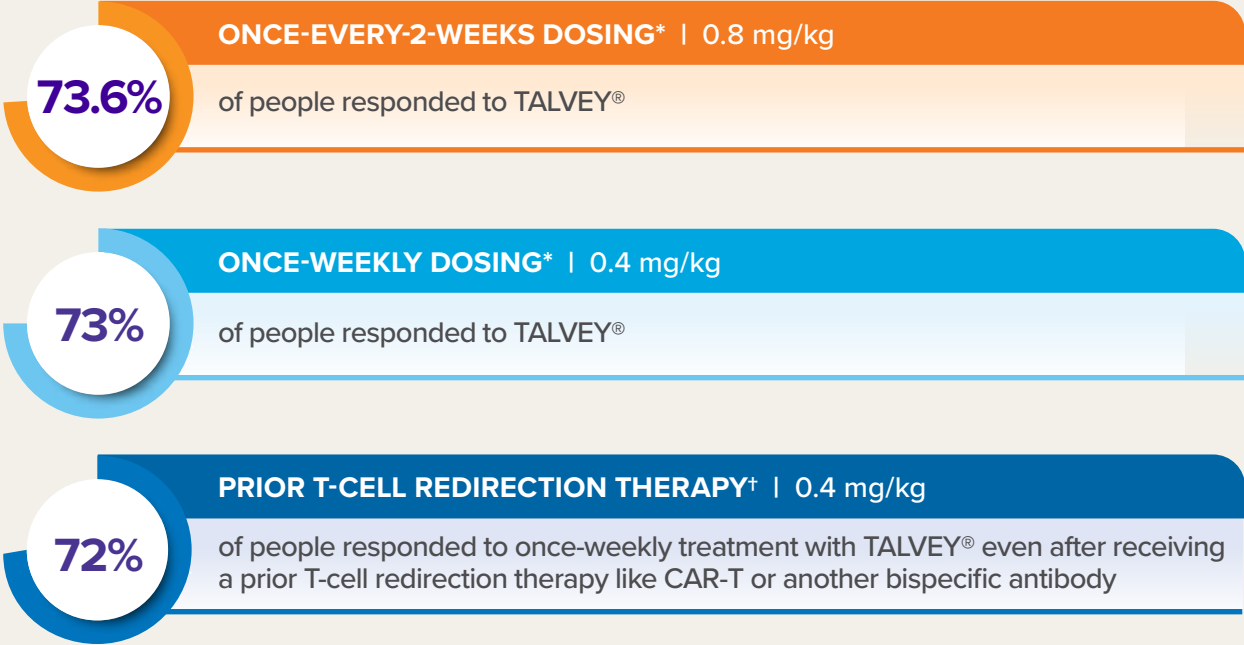 ONCE-EVERY-2-WEEKS DOSING* | 0.8 mg/kg
73.6%
of people responded to TALVEY®
ONCE-WEEKLY DOSING* | 0.4 mg/kg
73%
of people responded to TALVEY®
PRIOR T-CELL REDIRECTION THERAPY† | 0.4 mg/kg
72%
of people responded to once-weekly treatment with TALVEY® even after receiving
a prior T-cell redirection therapy like CAR-T or another bispecific antibody